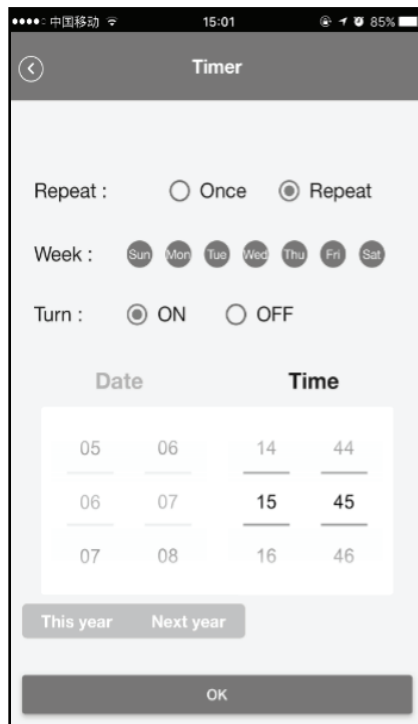 中国移动 15:01 85%
Timer
Repeat : Once Repeat
Week : Sun Mon Tue Wed Thu Fri Sat
Turn : ON OFF
Date Time
05 06 14 44
06 07 15 45
07 08 16 46
This year Next year
OK